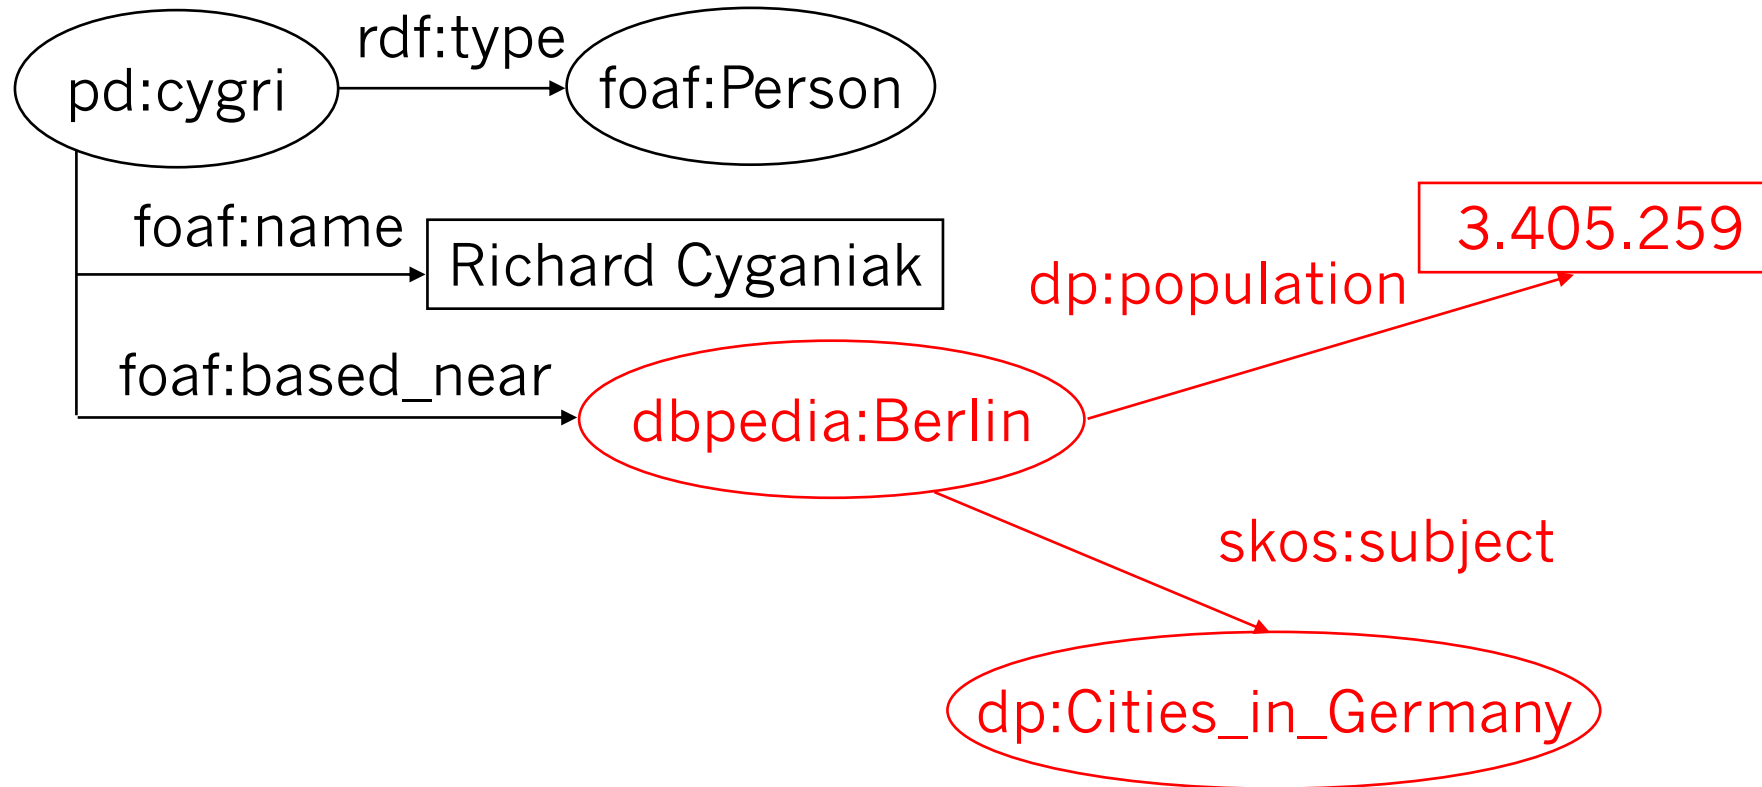 rdf:type
pd:cygri
foaf:Person
foaf:name
Richard Cyganiak
3.405.259
dp:population
foaf:based_near
dbpedia:Berlin
skos:subject
dp:Cities_in_Germany